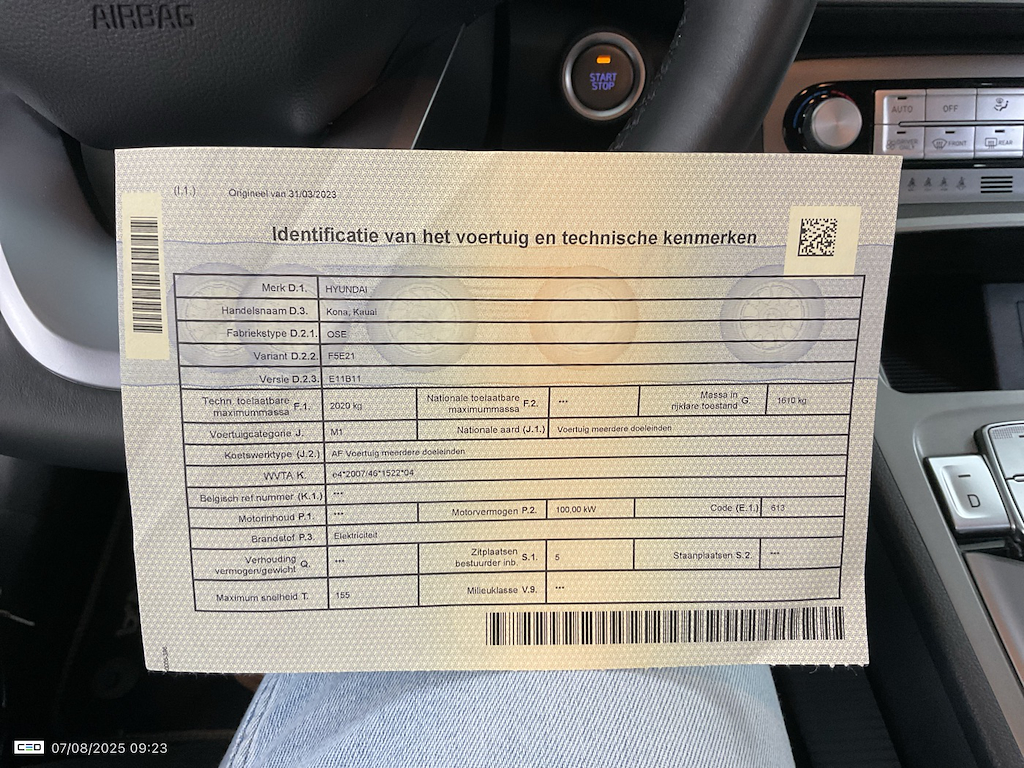 AIRBAG
START
STOP
AUTO
OFF
DRIVER
ONLY
FRONT
REAR
(I.1.) Origineel van 31/03/2023
Identificatie van het voertuig en technische kenmerken
Merk D.1. HYUNDAI
Handelsnaam D.3. Kona, Kauai
Fabriekstype D.2.1. OSE
Variant D.2.2. F5E21
Versie D.2.3. E11B11
Techn. toelaatbare maximummassa F.1. 2020 kg Nationale toelaatbare maximummassa F.2. *** Massa in rijklare toestand G. 1610 kg
Voertuigcategorie J. M1 Nationale aard (J.1.) Voertuig meerdere doeleinden
Koetswerktype (J.2.) AF Voertuig meerdere doeleinden
WVTA K. e4*2007/46*1522*04
Belgisch ref.nummer (K.1.) ***
Motorinhoud P.1. *** Motorvermogen P.2. 100,00 kW Code (E.1.) 613
Brandstof P.3. Elektriciteit
Verhouding vermogen/gewicht Q. *** Zitplaatsen bestuurder inb. S.1. 5 Staanplaatsen S.2. ***
Maximum snelheid T. 155 Milieuklasse V.9. ***
D
07/08/2025 09:23